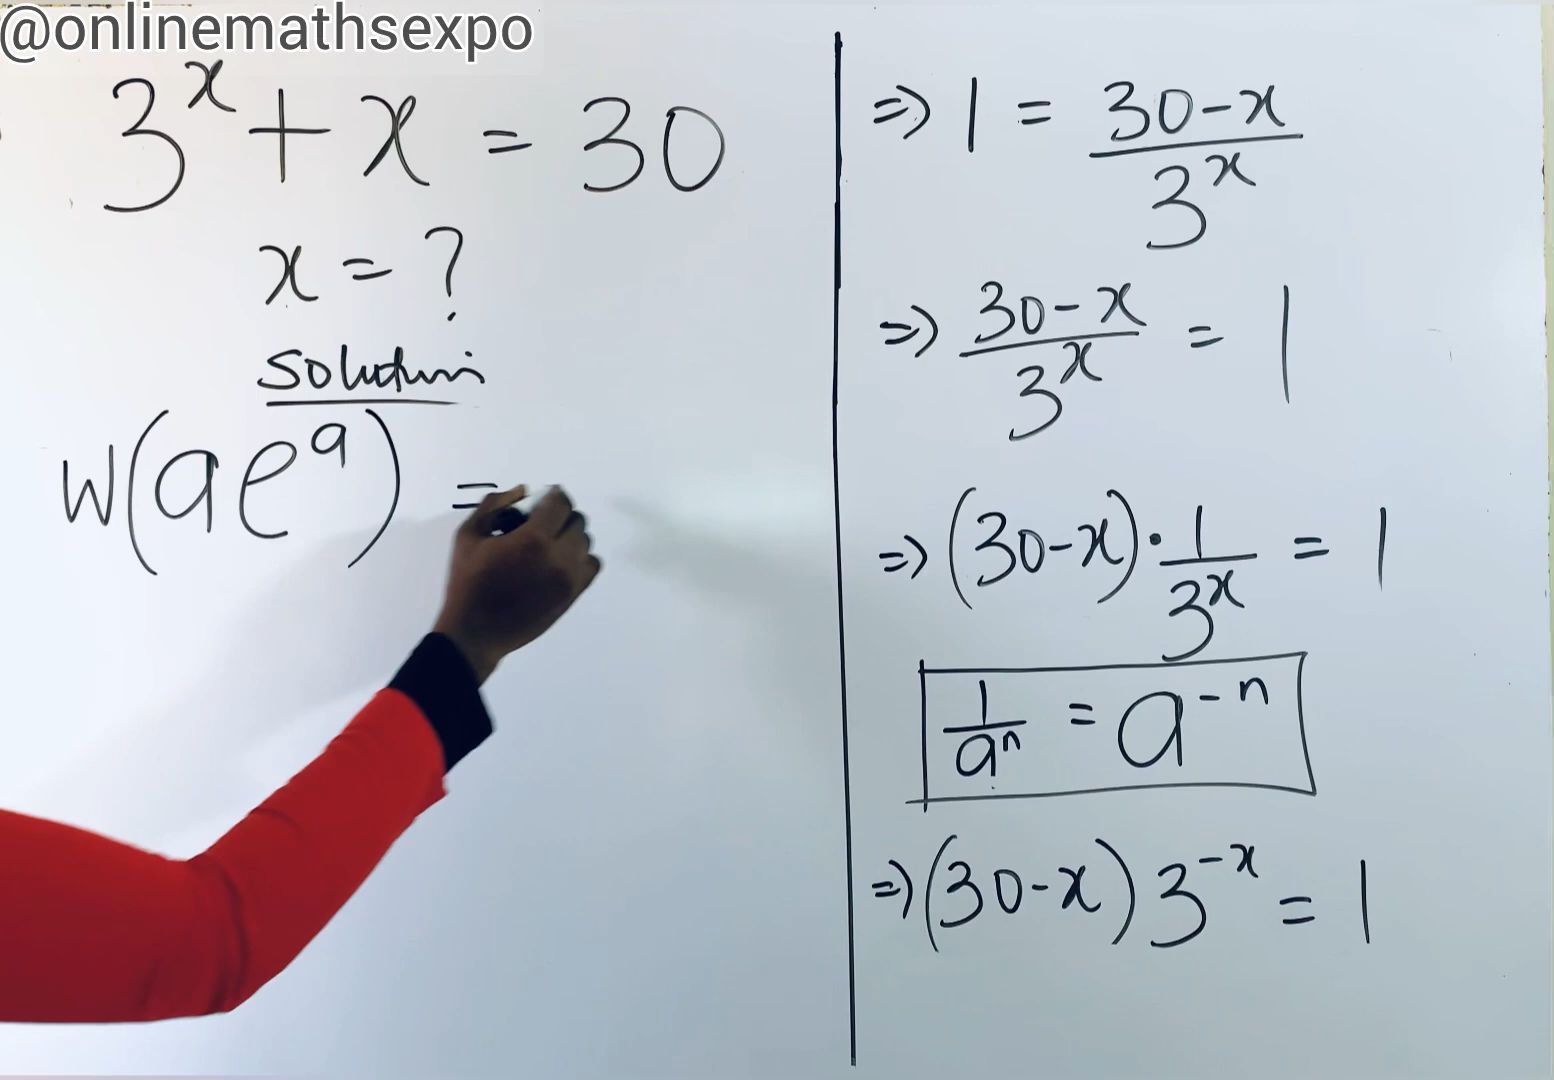 @onlinemathsexpo
3^x + x = 30
x = ?
Solution
W(ae^a) =
⇒ 1 = (30-x)/3^x
⇒ (30-x)/3^x = 1
⇒ (30-x)·1/3^x = 1
1/a^n = a^-n
⇒ (30-x)3^-x = 1